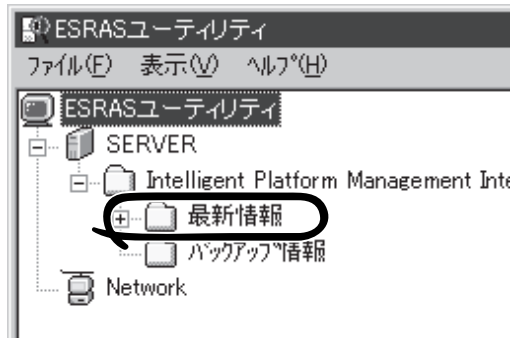 ESRASユーティリティ
ファイル(F) 表示(V) ヘルプ(H)
ESRASユーティリティ
SERVER
Intelligent Platform Management Inte
最新情報
バックアップ情報
Network